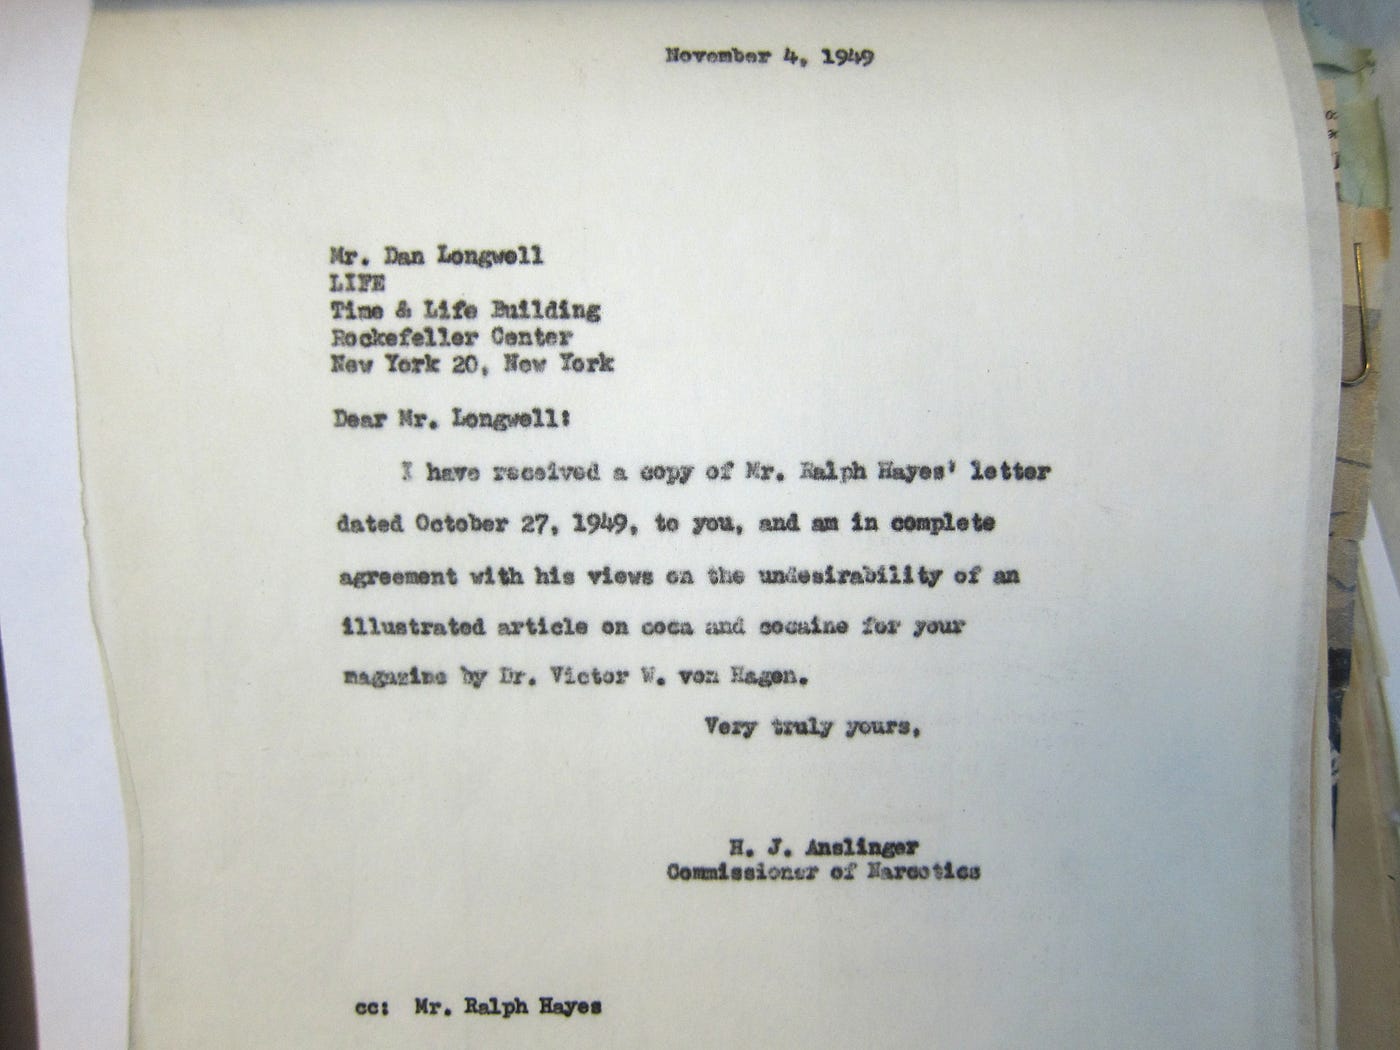 November 4, 1949
Mr. Dan Longwell
LIFE
Time & Life Building
Rockefeller Center
New York 20, New York
Dear Mr. Longwell:
I have received a copy of Mr. Ralph Hayes' letter
dated October 27, 1949, to you, and am in complete
agreement with his views on the undesirability of an
illustrated article on coca and cocaine for your
magazine by Dr. Victor W. von Hagen.
Very truly yours,
H. J. Anslinger
Commissioner of Narcotics
cc: Mr. Ralph Hayes